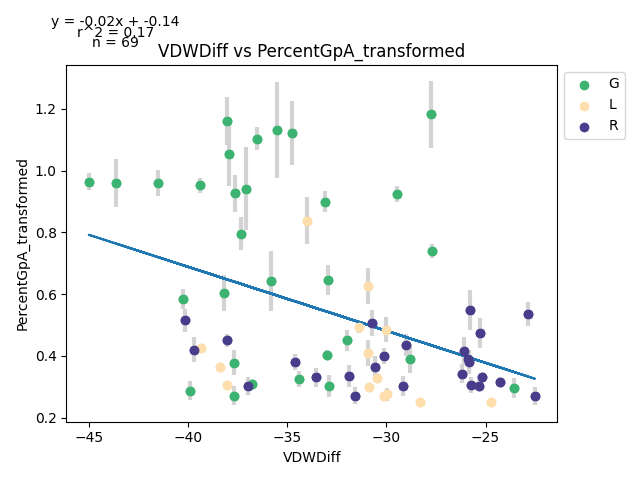 y = -0.02x + -0.14
r^2 = 0.17
n = 69
VDWDiff vs PercentGpA_transformed
G
L
R
PercentGpA_transformed
1.2
1.0
0.8
0.6
0.4
0.2
−45 −40 −35 −30 −25
VDWDiff